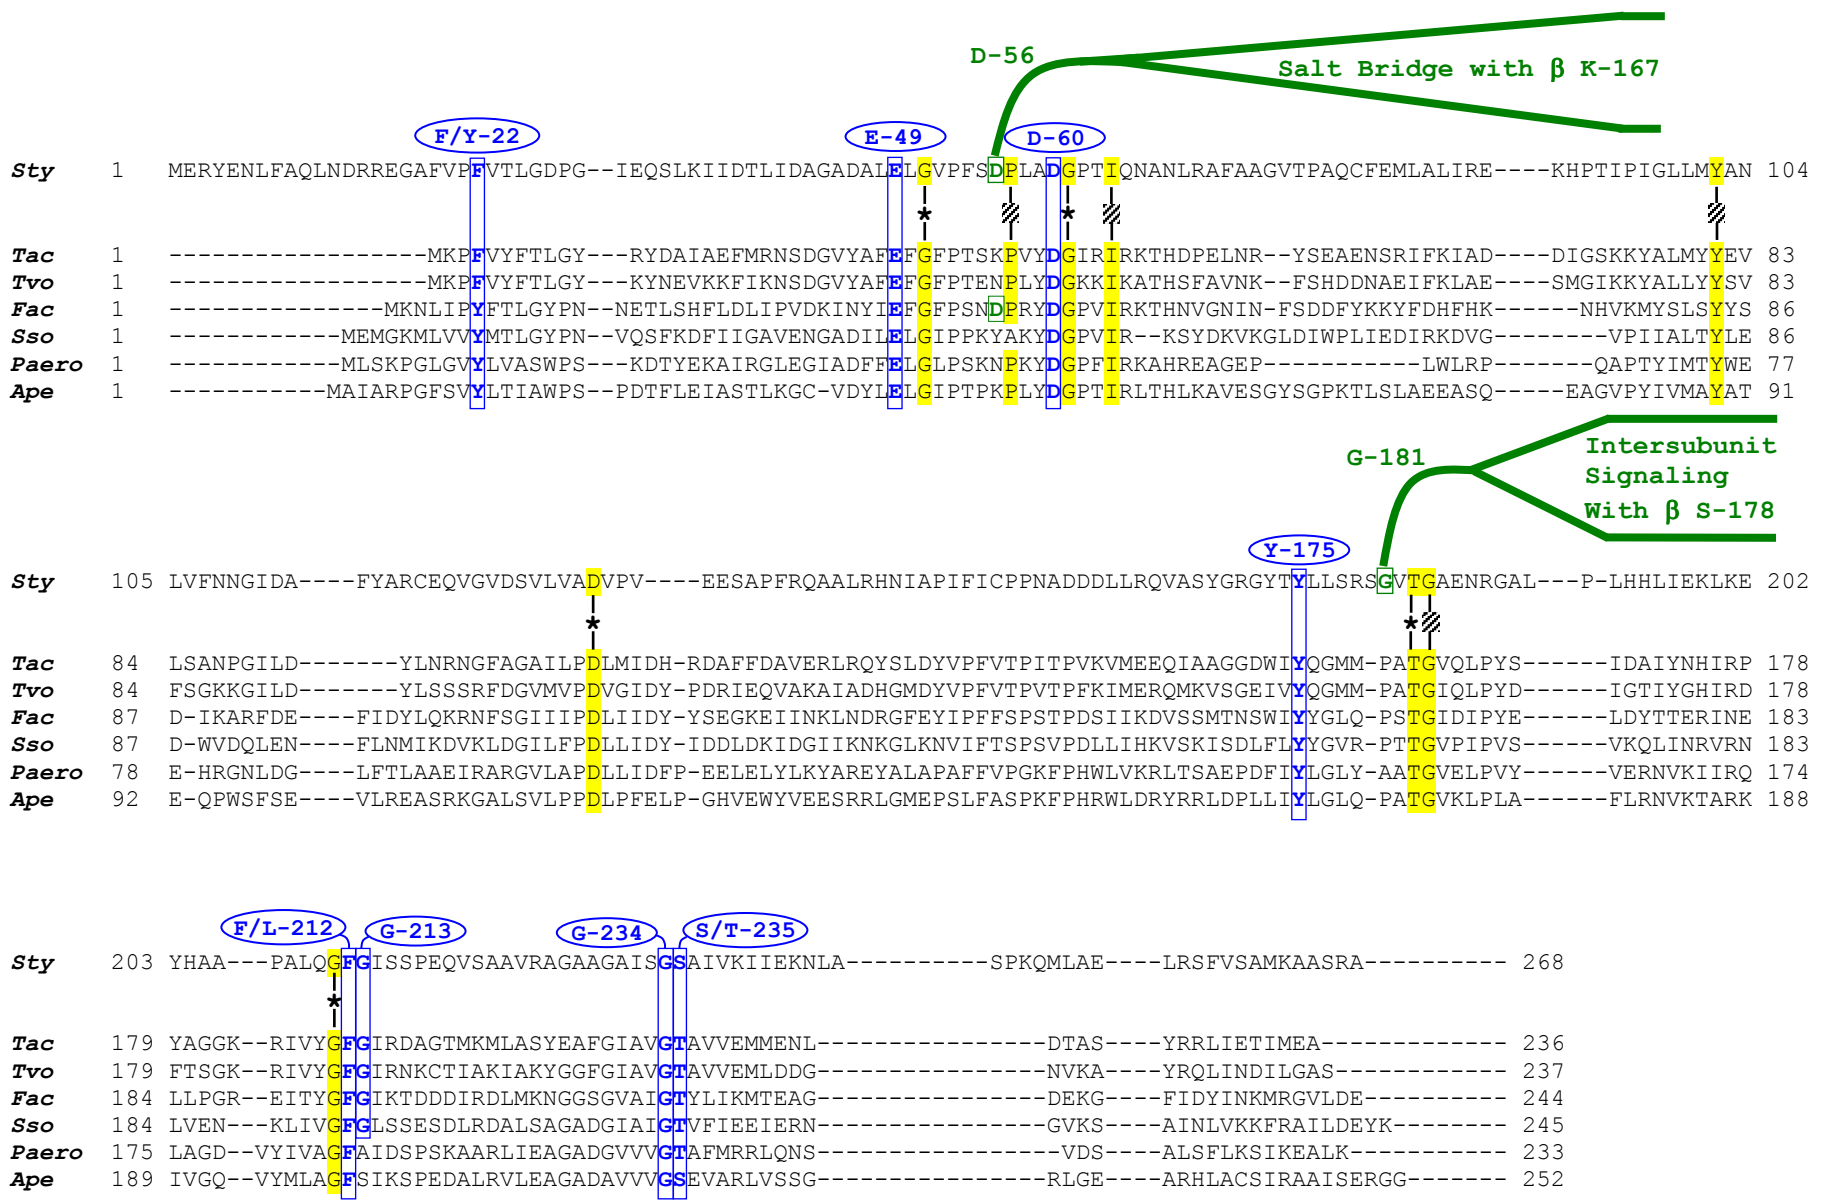 D-56
Salt Bridge with β K-167
F/Y-22 E-49 D-60
Sty 1 MERYENLFAQLNDRREGAFVPFVTLGDPG--IEQSLKIIDTLIDAGADALELGVPFSDPLADGPTIQNANLRAFAAGVTPAQCFEMLALIRE----KHPTIPIGLLMYAN 104
* * 
Tac 1 ------------------MKPFVYFTLGY---RYDAIAEFMRNSDGVYAFEFGFPTSKPVYDGIRIRKTHDPELNR--YSEAENSRIFKIAD----DIGSKKYALMYYEV 83
Tvo 1 ------------------MKPFVYFTLGY---KYNEVKKFIKNSDGVYAFEFGFPTENPLYDGKKIKATHSFAVNK--FSHDDNAEIFKLAE----SMGIKKYALLYYSV 83
Fac 1 ---------------MKNLIPYFTLGYPN--NETLSHFLDLIPVDKINYIEFGFPSNDPRYDGPVIRKTHNVGNIN-FSDDFYKKYFDHFHK------NHVKMYSLSYYS 86
Sso 1 ------------MEMGKMLVVYMTLGYPN--VQSFKDFIIGAVENGADILELGIPPKYAKYDGPVIR--KSYDKVKGLDIWPLIEDIRKDVG------VPIIALTYLE 86
Paero 1 ------------MLSKPGLGVYLVASWPS---KDTYEKAIRGLEGIADFFELGLPSKNPKYDGPFIRKAHREAGEP-----------LWLRP------QAPTYIMTYWE 77
Ape 1 -----------MAIARPGFSVYLTIAWPS---PDTFLEIASTLKGC-VDYLELGIPTPKPLYDGPTIRLTHLKAVESGYSGPKTLSLAEEASQ-----EAGVPYIVMAYAT 91
G-181
Intersubunit
Signaling
With β S-178
Y-175
Sty 105 LVFNNGIDA----FYARCEQVGVDSVLVADVPV----EESAPFRQAALRHNIAPIFICPPNADDDLLRQVASYGRGYTYLLSRSGVTGAENRGAL---P-LHHLIEKLKE 202
* *
Tac 84 LSANPGILD-------YLNRNGFAGAILPDLMIDH-RDAFFDAVERLRQYSLDYVPFVTPITPVKVMEEQIAAGGDWIYQGMM-PATGVQLPYS------IDAIYNHIRP 178
Tvo 84 FSGKKGILD-------YLSSSRFDGVMVPDVGIDY-PDRIEQVAKAIADHGMDYVPFVTPVTPFKIMERQMKVSGEIVYQGMM-PATGIQLPYD------IGTIYGHIRD 178
Fac 87 D-IKARFDE----FIDYLQKRNFSGIIIPDLIIDY-YSEGKEIINKLNDRGFEYIPFFSPSTPDSIIKDVSSMTNSWIYYGLQ-PSTGIDIPYE------LDYTTERINE 183
Sso 87 D-WVDQLEN----FLNMIKDVKLDGILFPDLLIDY-IDDLDKIDGIIKNKGLKNVIFTSPSVPDLLIHKVSKISDLFLYYGVR-PTTGVPIPVS------VKQLINRVRN 183
Paero 78 E-HRGNLDG----LFTLAAEIRARGVLAPDLLIDFP-EELELYLKYAREYALAPAFFVPGKFPHWLVKRLTSAEPDFIYLGLY-AATGVELPVY------VERNVKIIRQ 174
Ape 92 E-QPWSFSE----VLREASRKGALSVLPPDLPFELP-GHVEWYVEESRRLGMEPSLFASPKFPHRWLDRYRRLDPLLIYLGLQ-PATGVKLPLA------FLRNVKTARK 188
F/L-212 G-213 G-234 S/T-235
Sty 203 YHAA---PALQGFGISSPEQVSAAVRAGAAGAISGSAIVKIIEKNLA----------SPKQMLAE----LRSFVSAMKAASRA---------- 268
*
Tac 179 YAGGK--RIVYGFGIRDAGTMKMLASYEAFGIAVGTAVVEMMENL----------------DTAS----YRRLIETIMEA------------- 236
Tvo 179 FTSGK--RIVYGFGIRNKCTIAKIAKYGGFGIAVGTAVVEMLDDG----------------NVKA----YRQLINDILGAS------------ 237
Fac 184 LLPGR--EITYGFGIKTDDDIRDLMKNGGSGVAIGTYLIKMTEAG----------------DEKG----FIDYINKMRGVLDE---------- 244
Sso 184 LVEN---KLIVGFGLSSESDLRDALSAGADGIAIGTVFIEEIERN----------------GVKS----AINLVKKFRAILDEYK-------- 245
Paero 175 LAGD--VYIVAGFAIDSPSKAARLIEAGADGVVVGTAFMRRLQNS-----------------VDS----ALSFLKSIKEALK----------- 233
Ape 189 IVGQ--VYMLAGFSIKSPEDALRVLEAGADAVVVGSEVARLVSSG----------------RLGE----ARHLACSIRAAISERGG------- 252